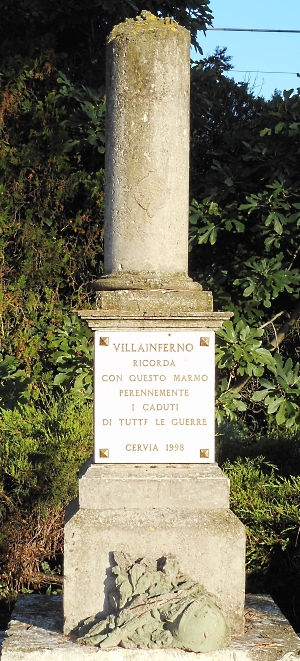 VILLAINFERNO
RICORDA
CON QUESTO MARMO
PERENNEMENTE
I CADUTI
DI TUTTE LE GUERRE
CERVIA 1998